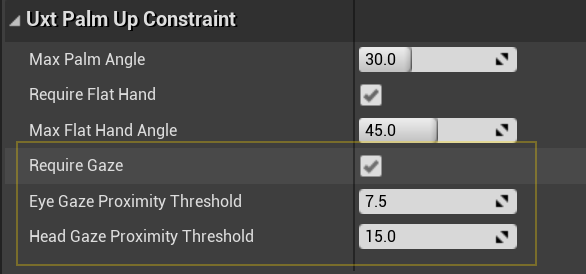 Uxt Palm Up Constraint
Max Palm Angle 30.0
Require Flat Hand
Max Flat Hand Angle 45.0
Require Gaze
Eye Gaze Proximity Threshold 7.5
Head Gaze Proximity Threshold 15.0